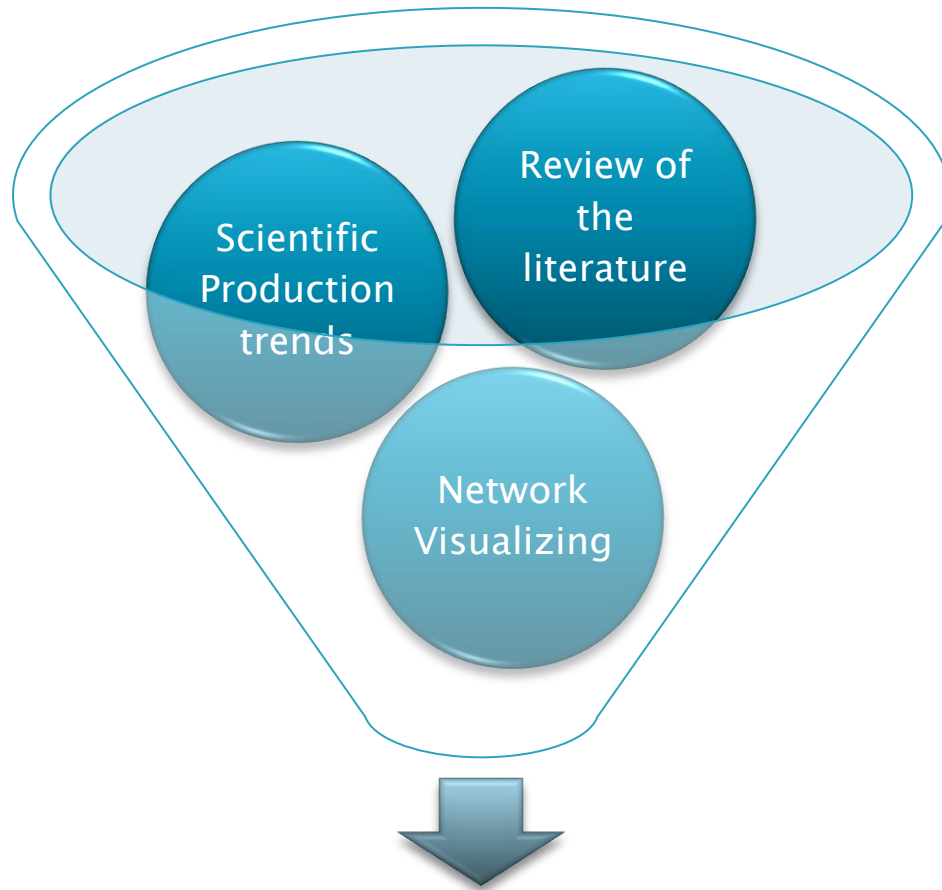 Review of
the
literature
Scientific
Production
trends
Network
Visualizing